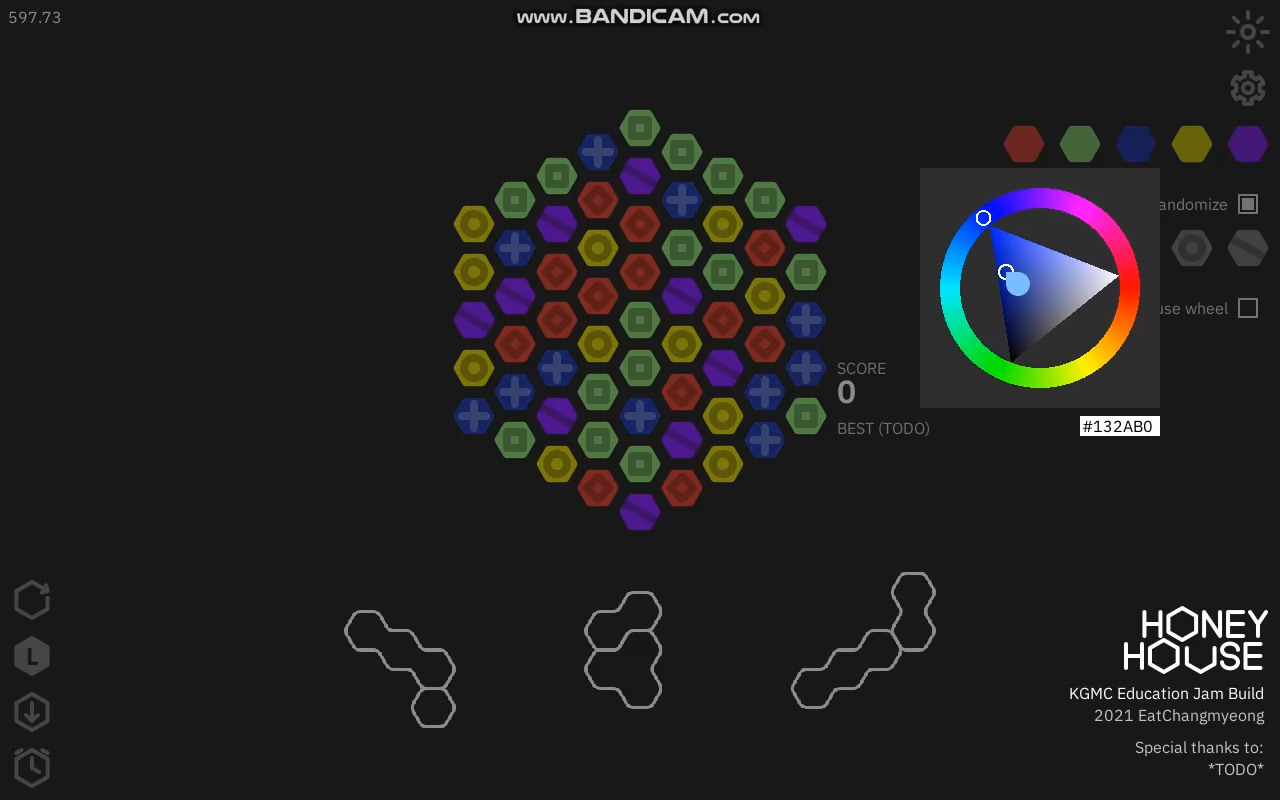 597.73
www.BANDICAM.com
andomize
use wheel
SCORE
0
BEST (TODO)
#132AB0
L
HONEY
HOUSE
KGMC Education Jam Build
2021 EatChangmyeong
Special thanks to:
*TODO*